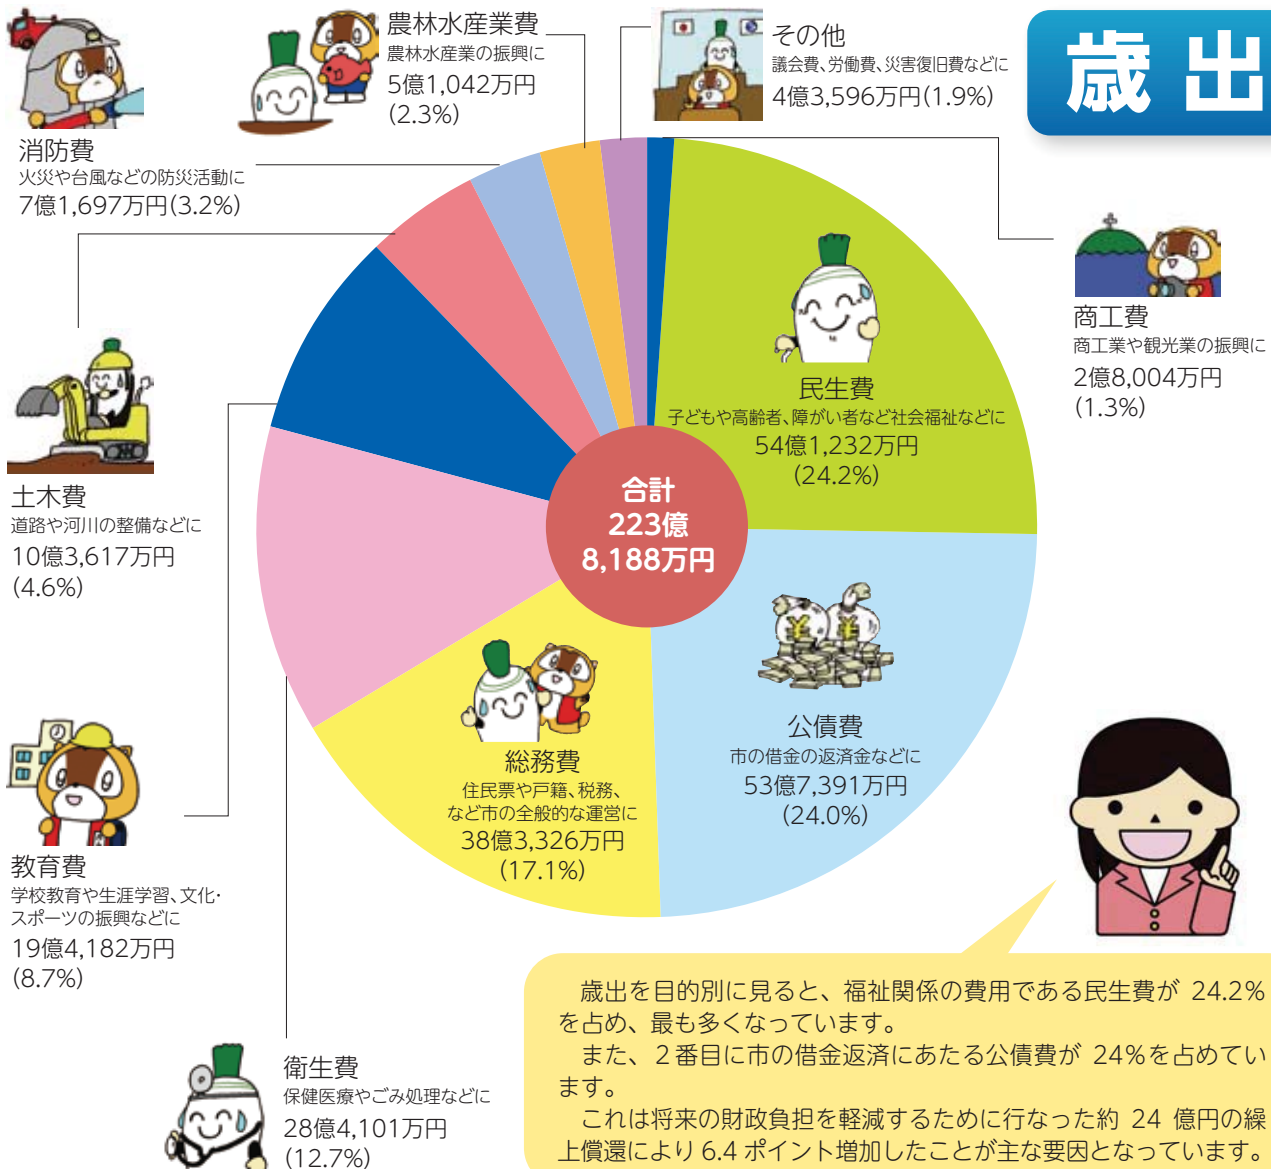 歳出
農林水産業費
農林水産業の振興に
5億1,042万円
(2.3%)
その他
議会費、労働費、災害復旧費などに
4億3,596万円(1.9%)
消防費
火災や台風などの防災活動に
7億1,697万円(3.2%)
商工費
商工業や観光業の振興に
2億8,004万円
(1.3%)
民生費
子どもや高齢者、障がい者など社会福祉などに
54億1,232万円
(24.2%)
合計
223億
8,188万円
土木費
道路や河川の整備などに
10億3,617万円
(4.6%)
公債費
市の借金の返済金などに
53億7,391万円
(24.0%)
総務費
住民票や戸籍、税務、
など市の全般的な運営に
38億3,326万円
(17.1%)
教育費
学校教育や生涯学習、文化・
スポーツの振興などに
19億4,182万円
(8.7%)
衛生費
保健医療やごみ処理などに
28億4,101万円
(12.7%)
歳出を目的別に見ると、福祉関係の費用である民生費が 24.2%
を占め、最も多くなっています。
また、２番目に市の借金返済にあたる公債費が 24%を占めてい
ます。
これは将来の財政負担を軽減するために行なった約 24 億円の繰
上償還により 6.4 ポイント増加したことが主な要因となっています。
¥
¥